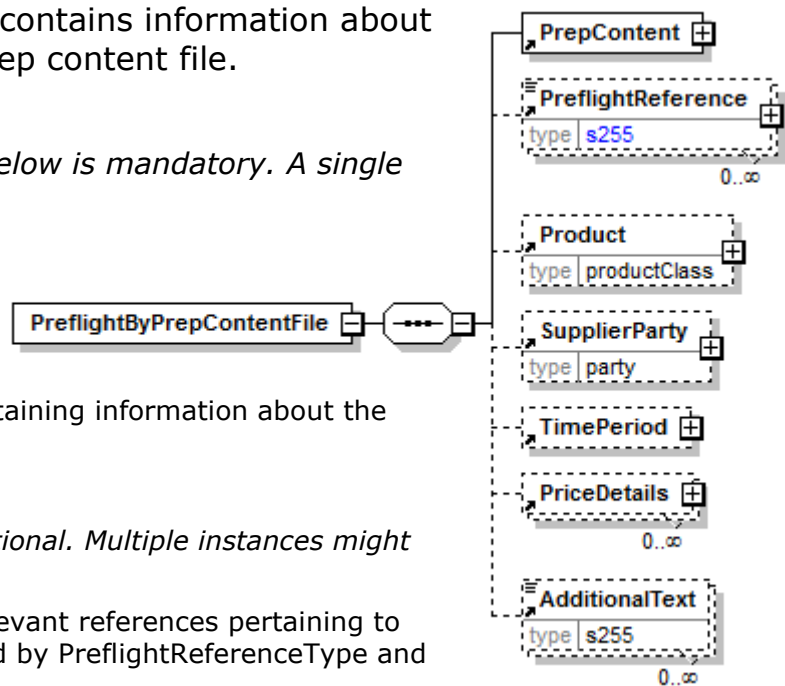 contains information about
ep content file.
elow is mandatory. A single
taining information about the
tional. Multiple instances might
evant references pertaining to
d by PreflightReferenceType and
PreflightByPrepContentFile
PrepContent
PreflightReference
type s255
0..∞
Product
type productClass
SupplierParty
type party
TimePeriod
PriceDetails
0..∞
AdditionalText
type s255
0..∞